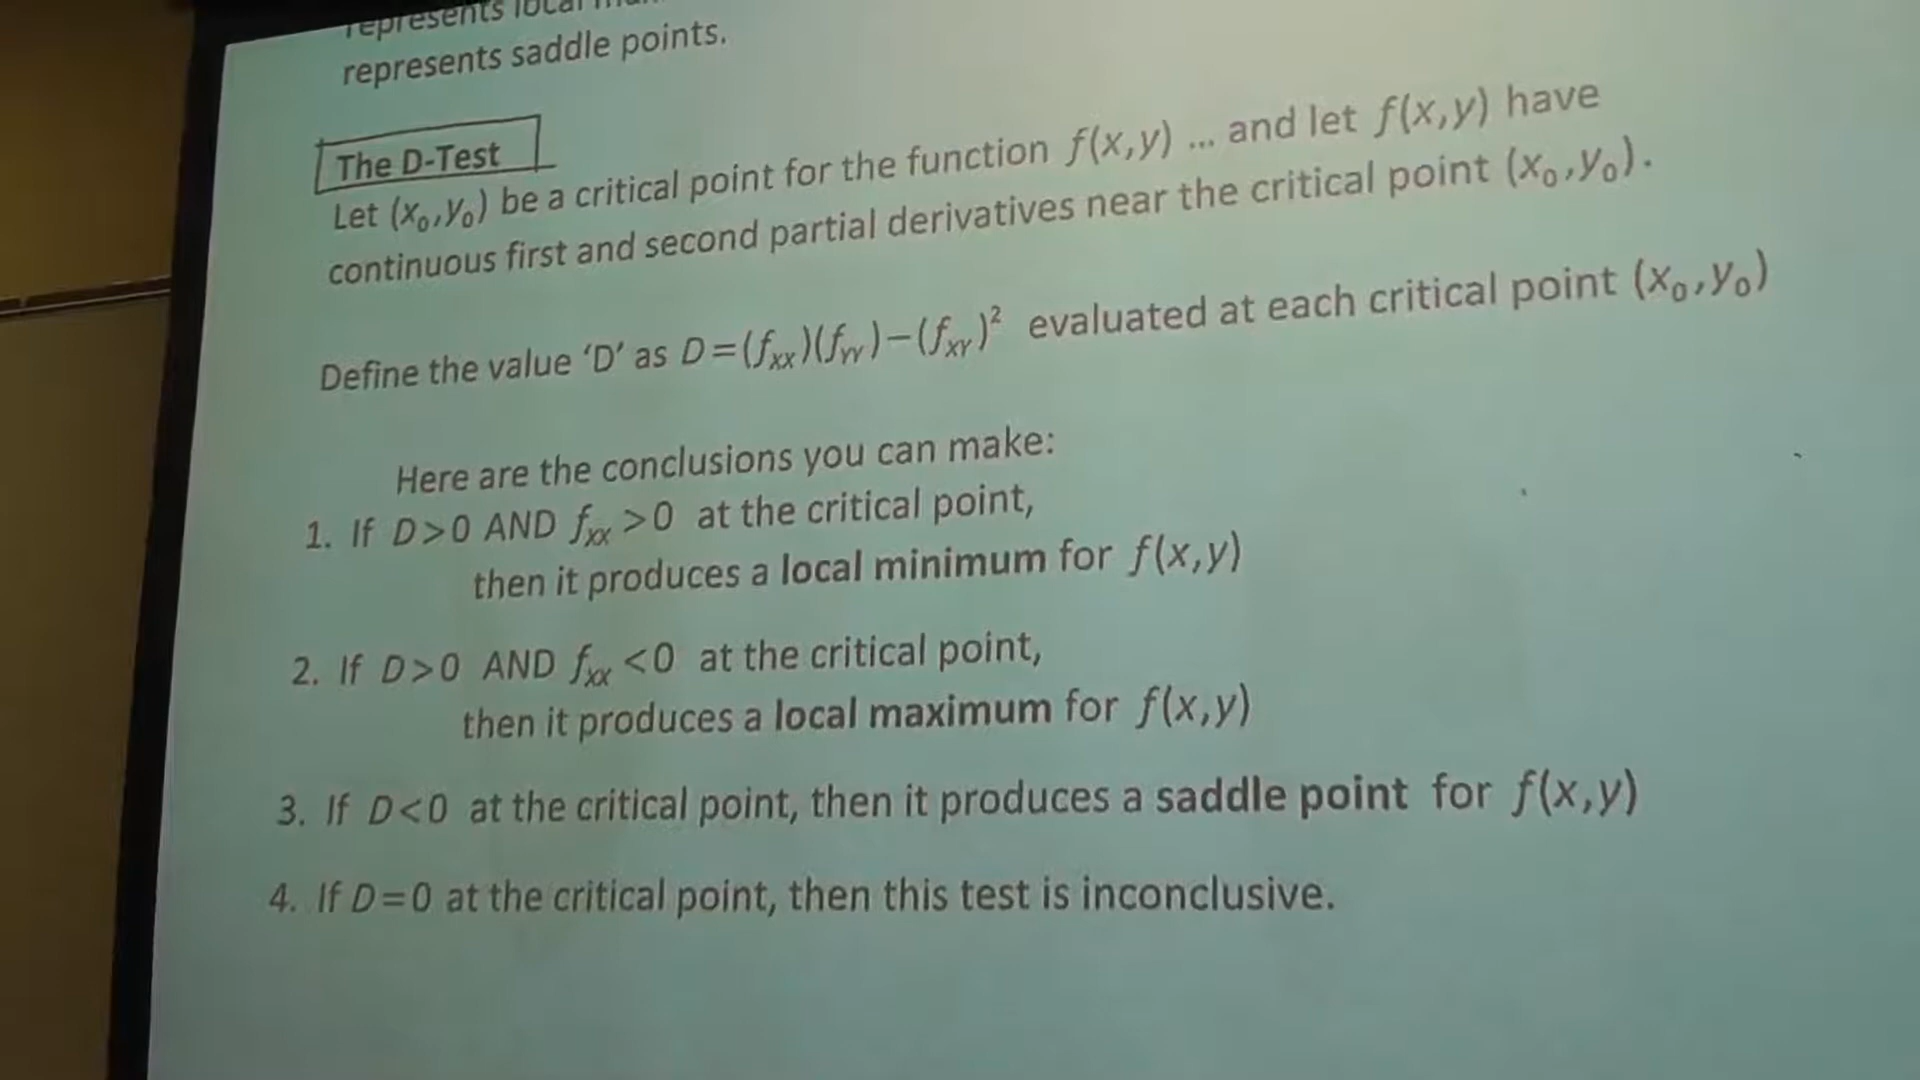 represents local
represents saddle points.
The D-Test
Let (x₀,y₀) be a critical point for the function f(x,y) ... and let f(x,y) have
continuous first and second partial derivatives near the critical point (x₀,y₀).
Define the value ‘D’ as D=(fxx)(fyy)−(fxy)² evaluated at each critical point (x₀,y₀)
Here are the conclusions you can make:
1. If D>0 AND fxx >0 at the critical point,
then it produces a local minimum for f(x,y)
2. If D>0 AND fxx <0 at the critical point,
then it produces a local maximum for f(x,y)
3. If D<0 at the critical point, then it produces a saddle point for f(x,y)
4. If D=0 at the critical point, then this test is inconclusive.